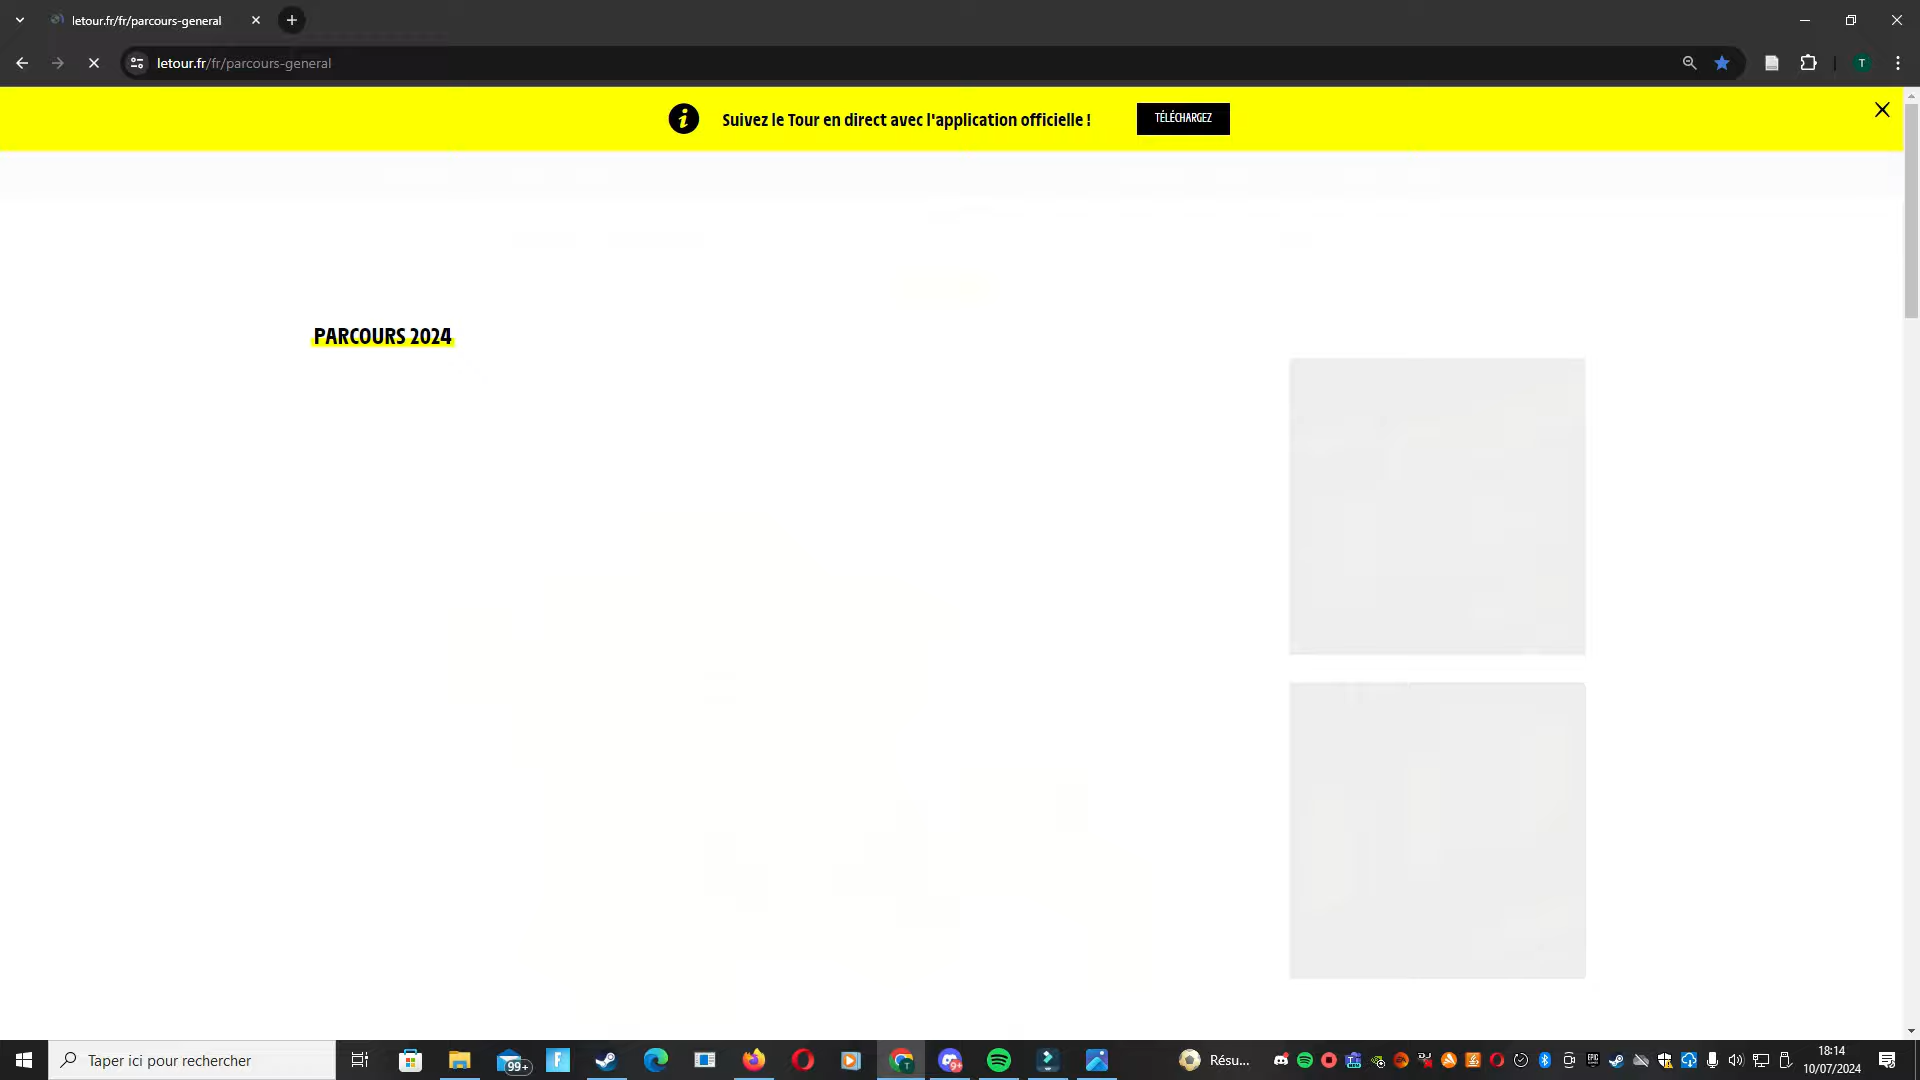 letour.fr/fr/parcours-general
letour.fr/fr/parcours-general
T
Suivez le Tour en direct avec l'application officielle !
TÉLÉCHARGEZ
PARCOURS 2024
Taper ici pour rechercher
99+
9+
Résu...
18:14
10/07/2024